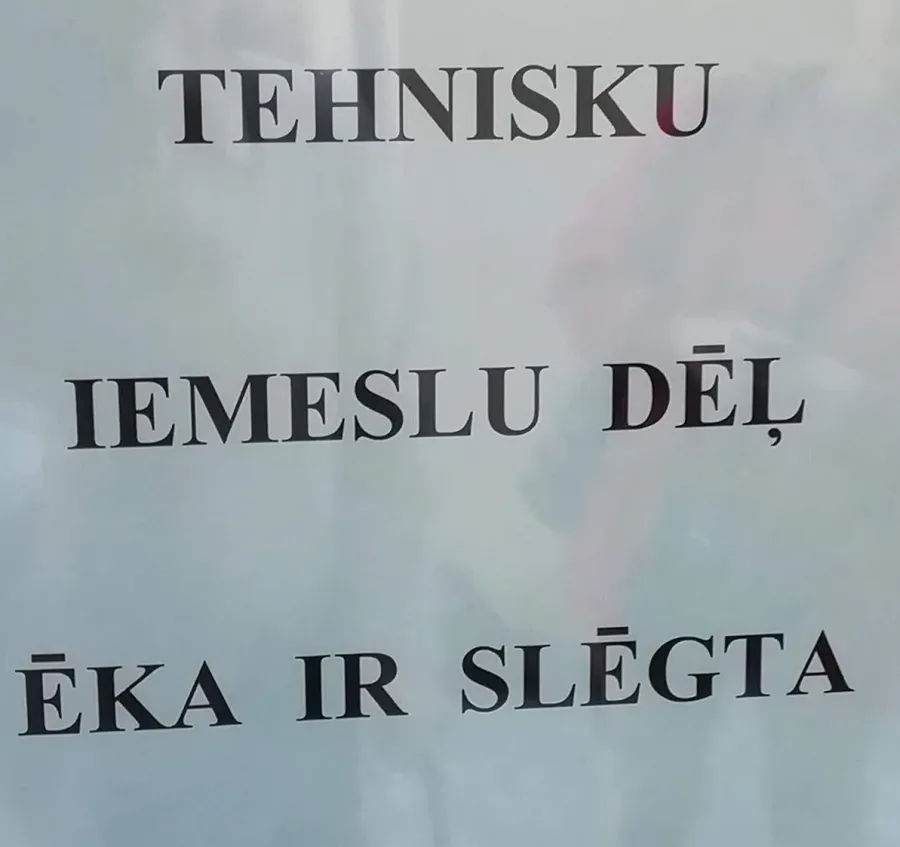 TEHNISKU
IEMESLU DĒĻ
ĒKA IR SLĒGTA